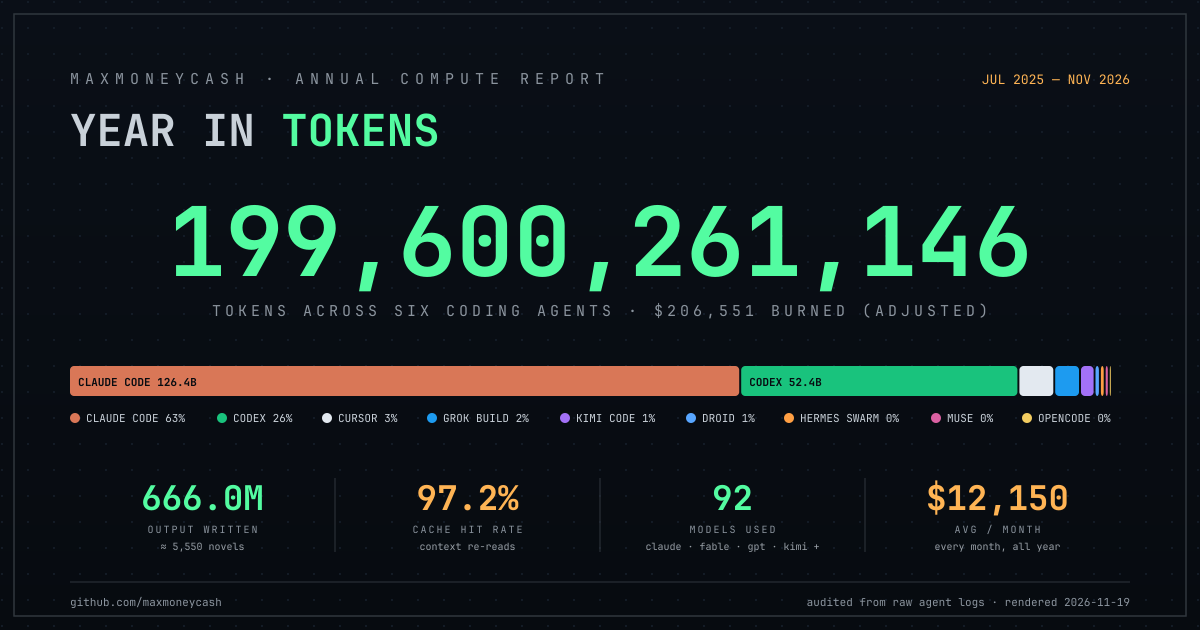 MAXMONEYCASH · ANNUAL COMPUTE REPORT
JUL 2025 — NOV 2026
YEAR IN TOKENS
199,600,261,146
TOKENS ACROSS SIX CODING AGENTS · $206,551 BURNED (ADJUSTED)
CLAUDE CODE 126.4B CODEX 52.4B
CLAUDE CODE 63% CODEX 26% CURSOR 3% GROK BUILD 2% KIMI CODE 1% DROID 1% HERMES SWARM 0% MUSE 0% OPENCODE 0%
666.0M 97.2% 92 $12,150
OUTPUT WRITTEN CACHE HIT RATE MODELS USED AVG / MONTH
≈ 5,550 novels context re-reads claude · fable · gpt · kimi + every month, all year
github.com/maxmoneycash audited from raw agent logs · rendered 2026-11-19